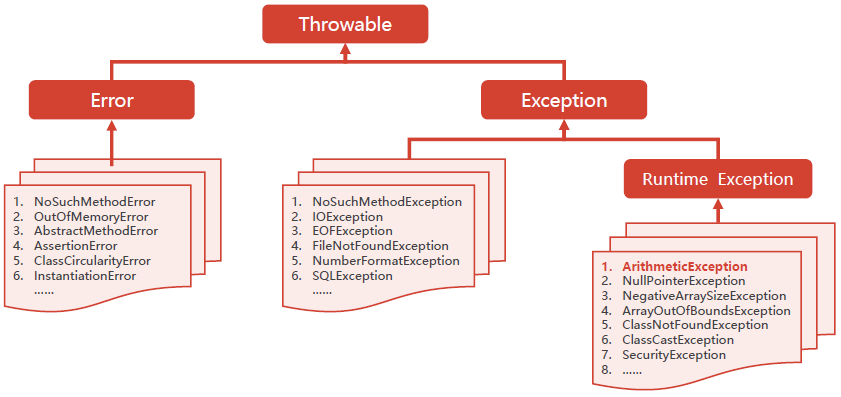 Throwable
Error
Exception
Runtime Exception
1. NoSuchMethodError
2. OutOfMemoryError
3. AbstractMethodError
4. AssertionError
5. ClassCircularityError
6. InstantiationError
......
1. NoSuchMethodException
2. IOException
3. EOFException
4. FileNotFoundException
5. NumberFormatException
6. SQLException
......
1. ArithmeticException
2. NullPointerException
3. NegativeArraySizeException
4. ArrayOutOfBoundsException
5. ClassNotFoundException
6. ClassCastException
7. SecurityException
8. ......